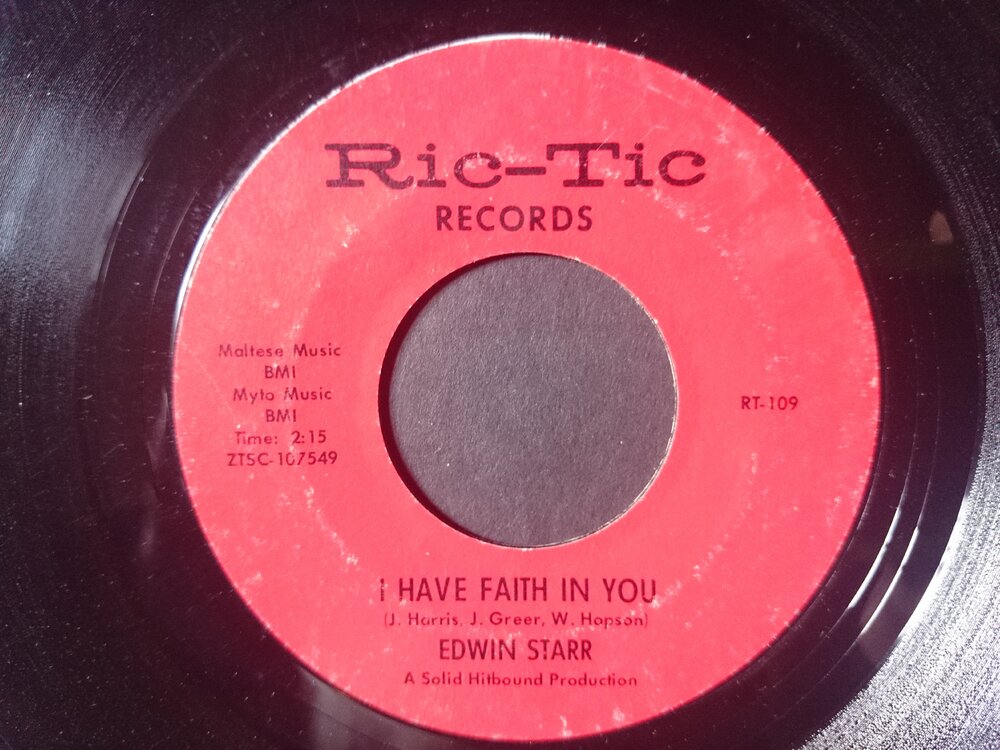 Ric-Tic
RECORDS
Maltese Music
BMI
Myto Music
BMI
Time: 2:15
ZTSC-107549
RT-109
I HAVE FAITH IN YOU
(J. Harris, J. Greer, W. Hopson)
EDWIN STARR
A Solid Hitbound Production